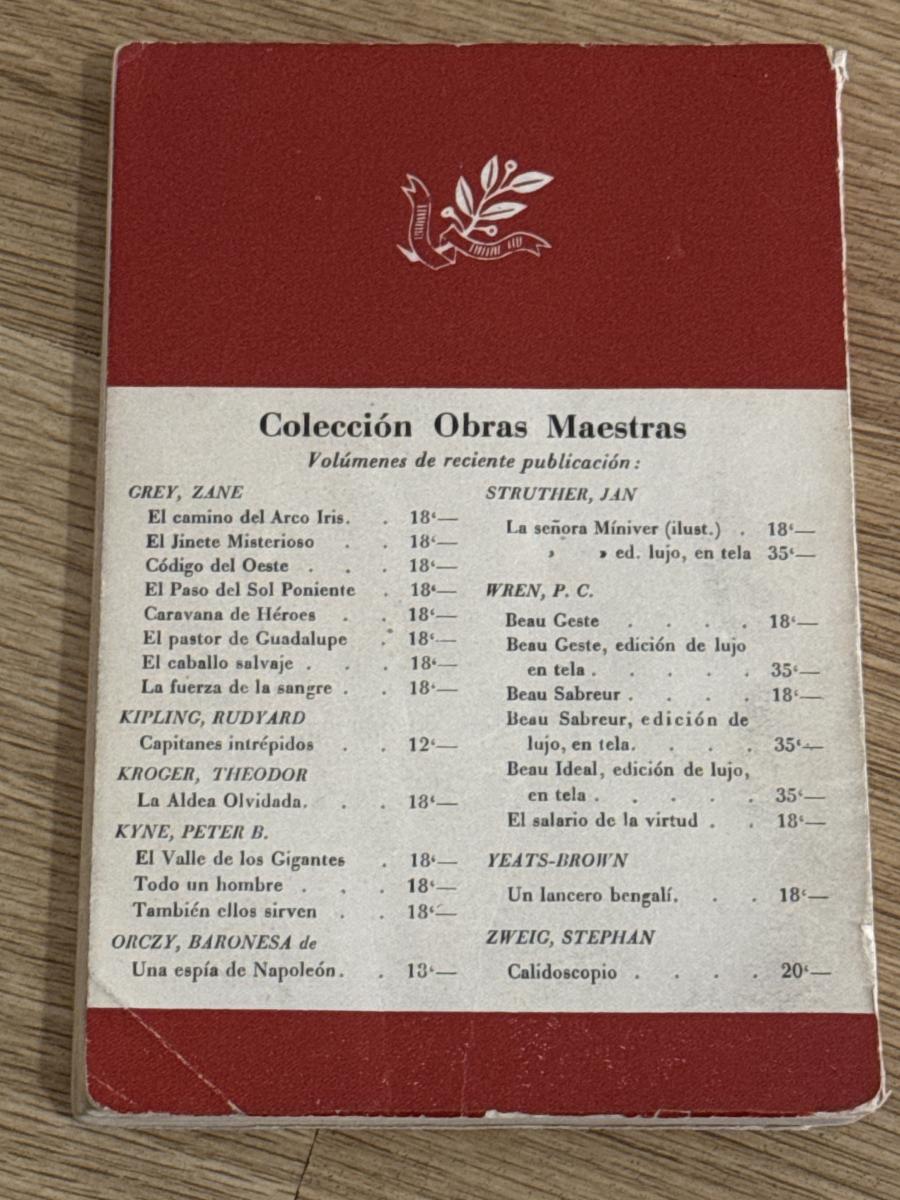 Colección Obras Maestras
Volúmenes de reciente publicación:
GREY, ZANE
El camino del Arco Iris. . 18‘—
El Jinete Misterioso . . 18‘—
Código del Oeste . . . 18‘—
El Paso del Sol Poniente . 18‘—
Caravana de Héroes . . 18‘—
El pastor de Guadalupe . 18‘—
El caballo salvaje . . . 18‘—
La fuerza de la sangre . . 18‘—
KIPLING, RUDYARD
Capitanes intrépidos . . 12‘—
KROGER, THEODOR
La Aldea Olvidada. . . 18‘—
KYNE, PETER B.
El Valle de los Gigantes . 18‘—
Todo un hombre . . . 18‘—
También ellos sirven . . 18‘—
ORCZY, BARONESA de
Una espía de Napoleón. . 13‘—
STRUTHER, JAN
La señora Míniver (ilust.) . 18‘—
» » ed. lujo, en tela 35‘—
WREN, P. C.
Beau Geste . . . . 18‘—
Beau Geste, edición de lujo
en tela . . . . . 35‘—
Beau Sabreur . . . . 18‘—
Beau Sabreur, edición de
lujo, en tela. . . . 35‘—
Beau Ideal, edición de lujo,
en tela . . . . . 35‘—
El salario de la virtud . . 18‘—
YEATS-BROWN
Un lancero bengalí. . . 18‘—
ZWEIG, STEPHAN
Calidoscopio . . . . 20‘—